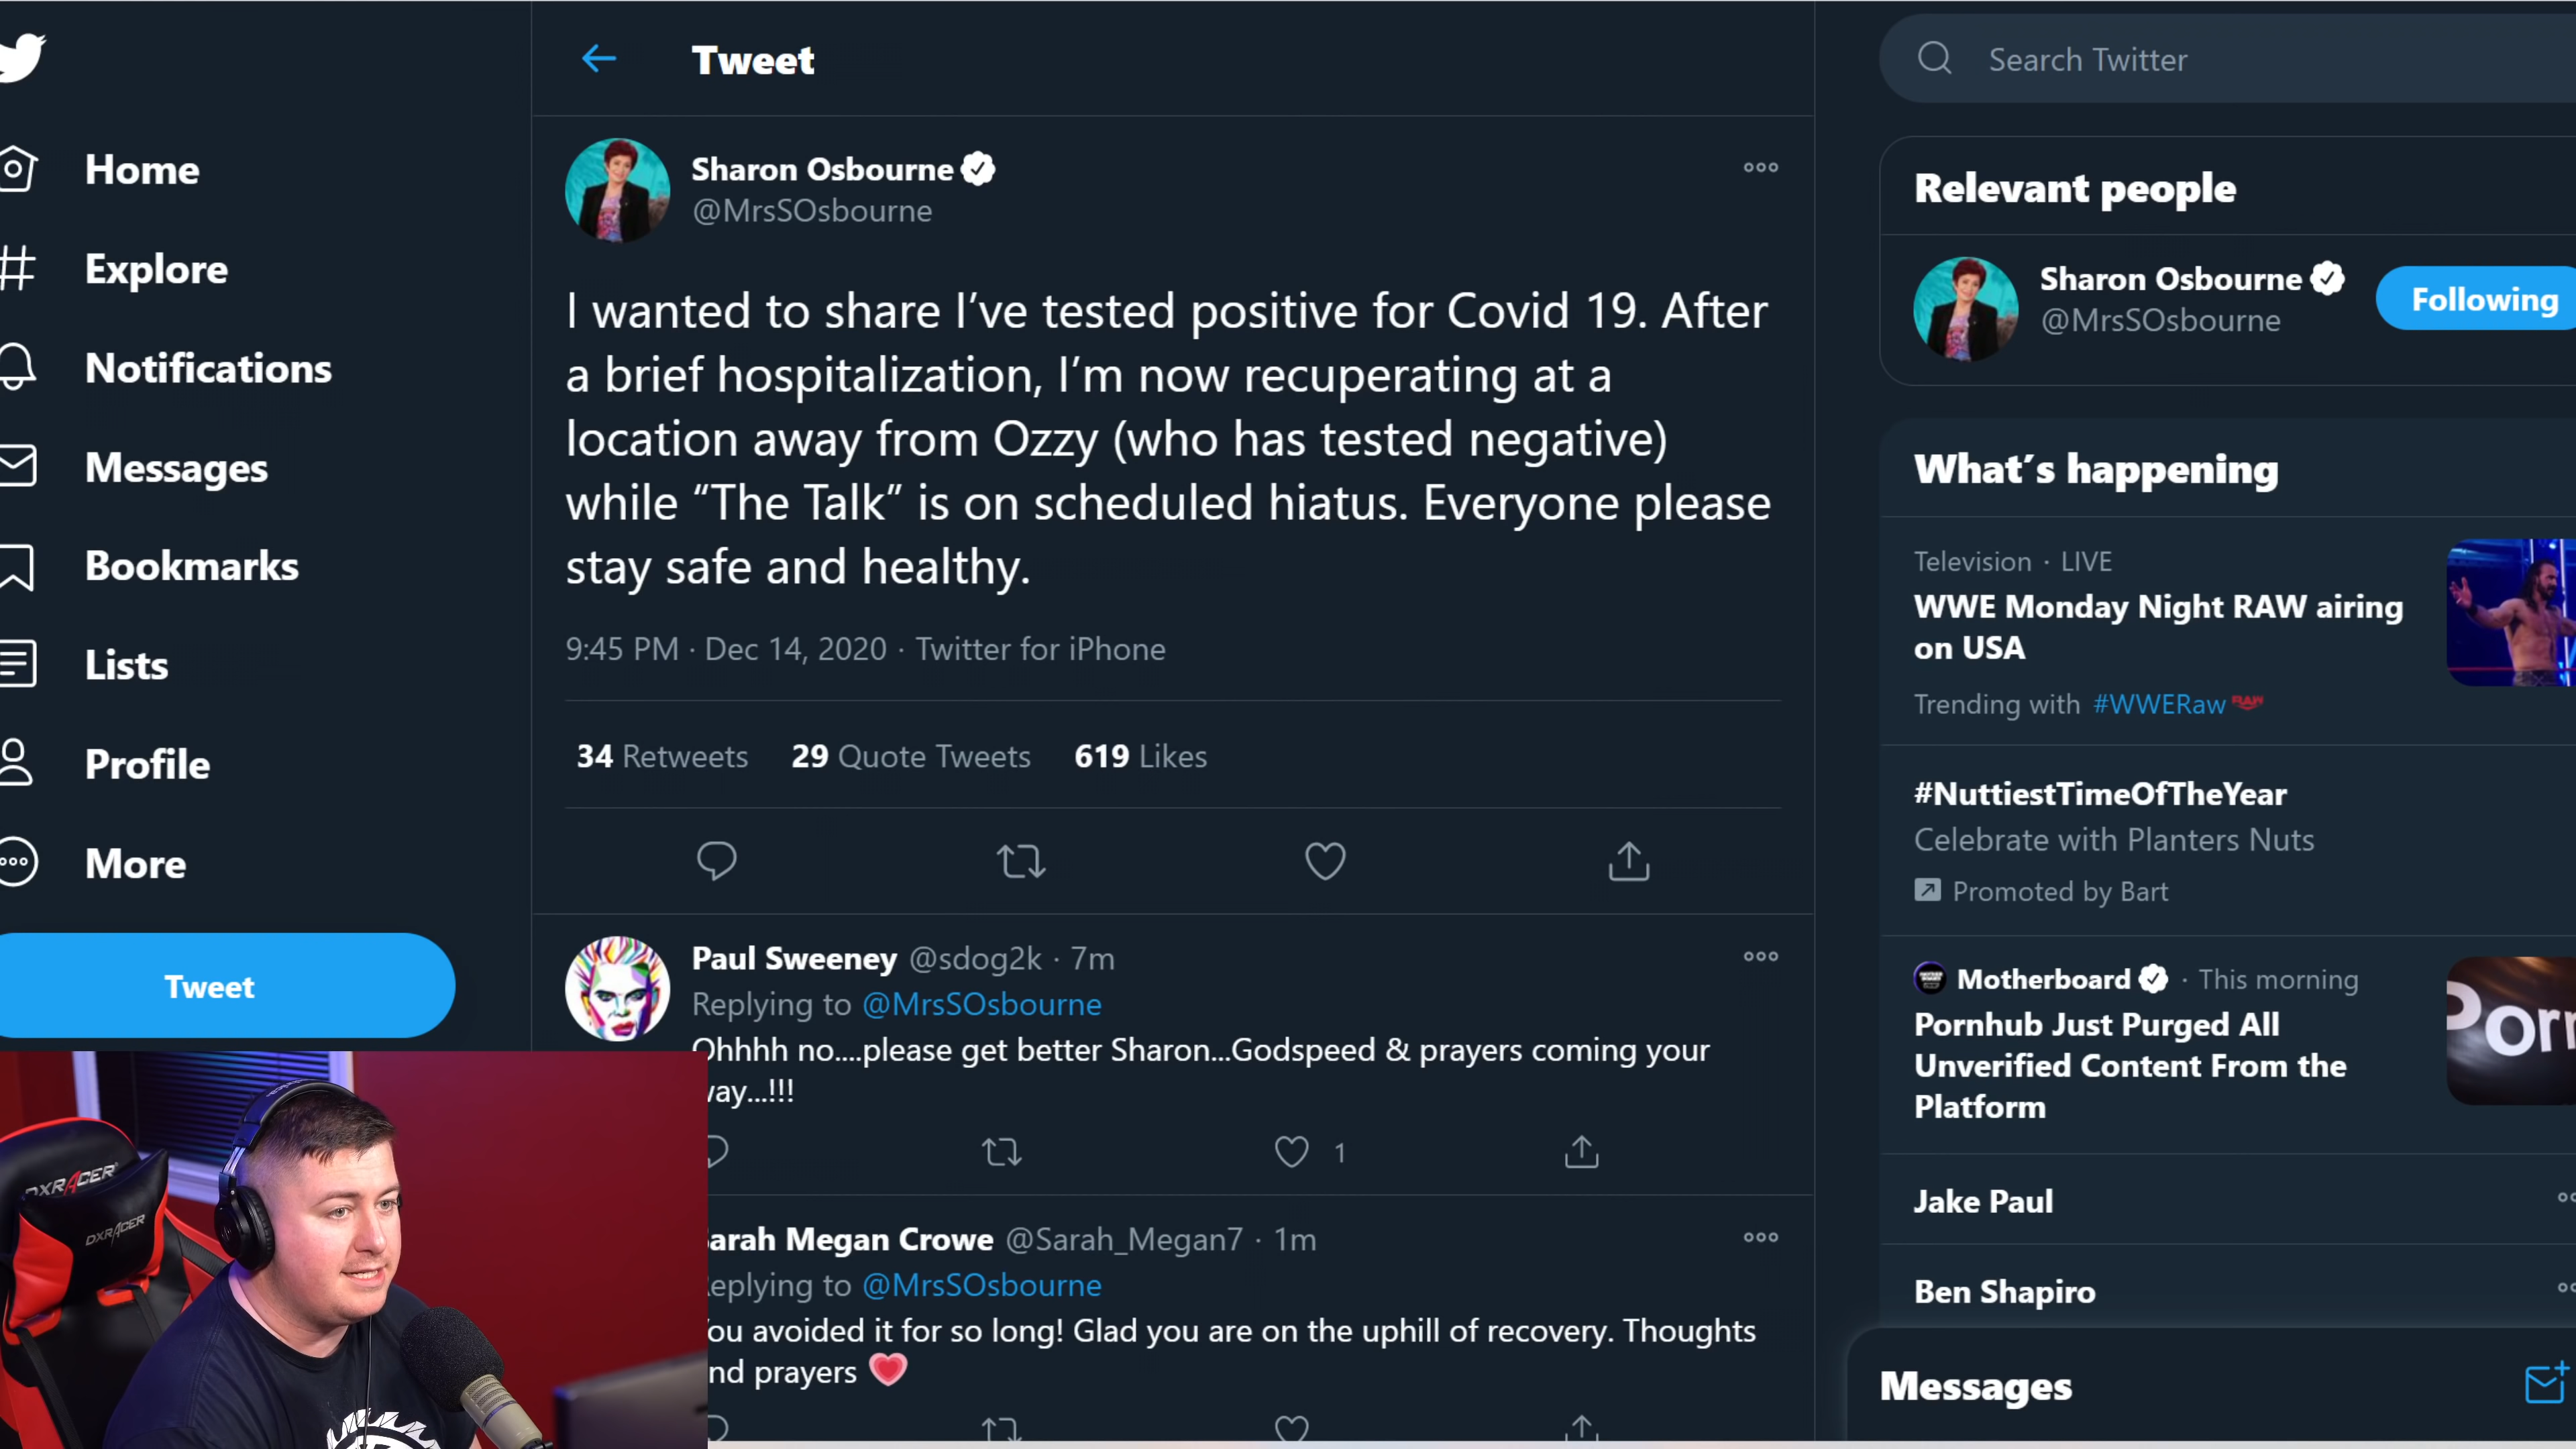 Home
Explore
Notifications
Messages
Bookmarks
Lists
Profile
More
Tweet
Tweet
Sharon Osbourne
@MrsSOsbourne
I wanted to share I’ve tested positive for Covid 19. After
a brief hospitalization, I’m now recuperating at a
location away from Ozzy (who has tested negative)
while “The Talk” is on scheduled hiatus. Everyone please
stay safe and healthy.
9:45 PM · Dec 14, 2020 · Twitter for iPhone
34 Retweets 29 Quote Tweets 619 Likes
Paul Sweeney @sdog2k · 7m
Replying to @MrsSOsbourne
Ohhhh no....please get better Sharon...Godspeed & prayers coming your
way...!!!
1
Sarah Megan Crowe @Sarah_Megan7 · 1m
Replying to @MrsSOsbourne
You avoided it for so long! Glad you are on the uphill of recovery. Thoughts
and prayers
Search Twitter
Relevant people
Sharon Osbourne
@MrsSOsbourne
Following
What's happening
Television · LIVE
WWE Monday Night RAW airing
on USA
Trending with #WWERaw
RAW
#NuttiestTimeOfTheYear
Celebrate with Planters Nuts
Promoted by Bart
Motherboard · This morning
Pornhub Just Purged All
Unverified Content From the
Platform
Porn
Jake Paul
Ben Shapiro
Messages
DXRACER
DXRACER